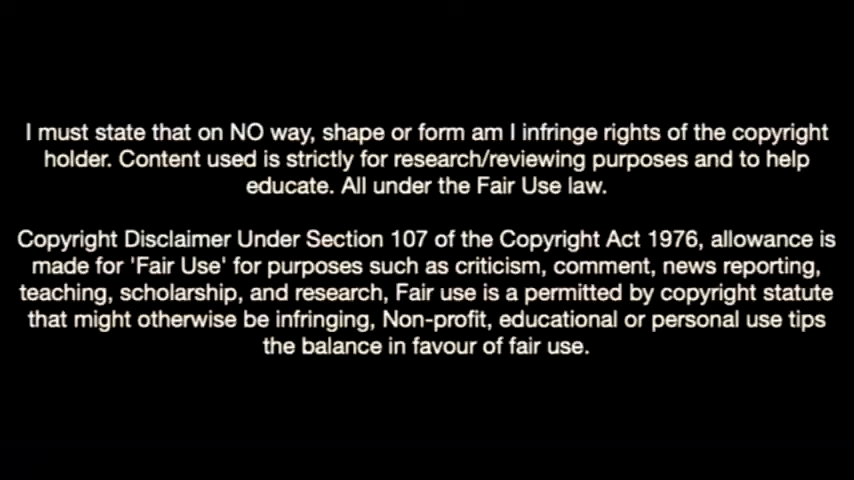 I must state that on NO way, shape or form am I infringe rights of the copyright
holder. Content used is strictly for research/reviewing purposes and to help
educate. All under the Fair Use law.
Copyright Disclaimer Under Section 107 of the Copyright Act 1976, allowance is
made for 'Fair Use' for purposes such as criticism, comment, news reporting,
teaching, scholarship, and research, Fair use is a permitted by copyright statute
that might otherwise be infringing, Non-profit, educational or personal use tips
the balance in favour of fair use.